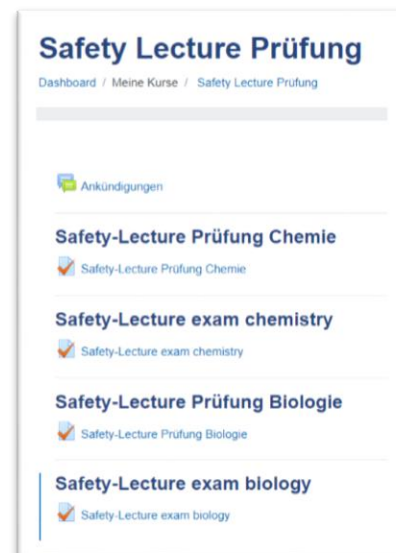 Safety Lecture Prüfung
Dashboard / Meine Kurse / Safety Lecture Prüfung
Ankündigungen
Safety-Lecture Prüfung Chemie
Safety-Lecture Prüfung Chemie
Safety-Lecture exam chemistry
Safety-Lecture exam chemistry
Safety-Lecture Prüfung Biologie
Safety-Lecture Prüfung Biologie
Safety-Lecture exam biology
Safety-Lecture exam biology